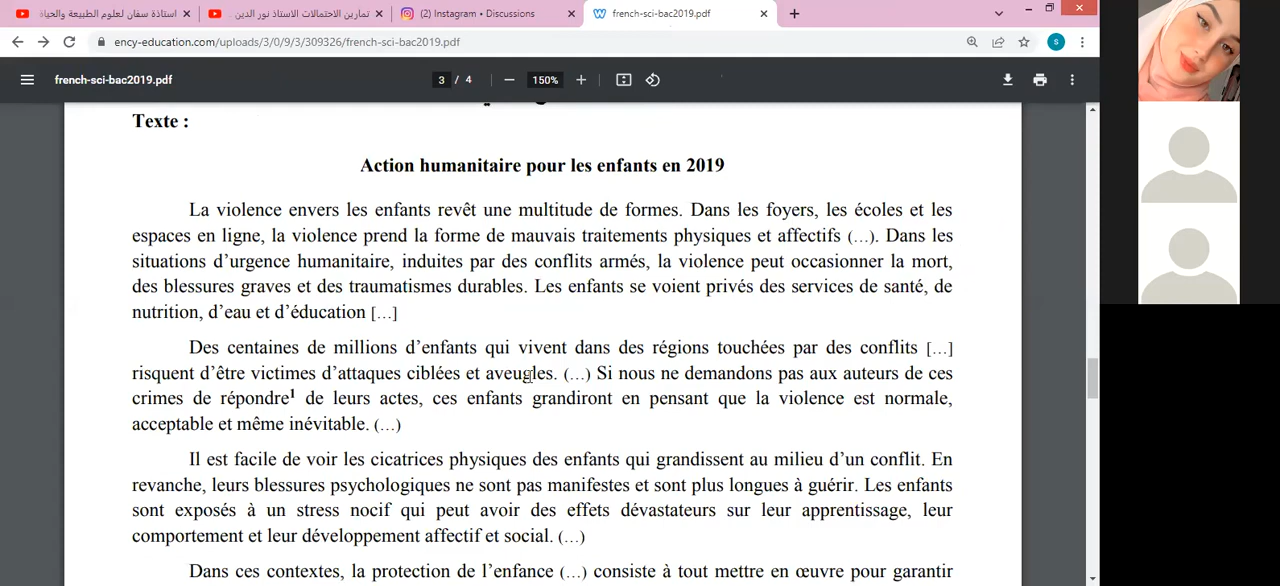 استاذة سفان لعلوم الطبيعة والحياة
تمارين الاحتمالات الاستاذ نور الدين ...
(2) Instagram • Discussions
french-sci-bac2019.pdf
ency-education.com/uploads/3/0/9/3/309326/french-sci-bac2019.pdf
S
french-sci-bac2019.pdf
3 / 4
150%
Texte :
Action humanitaire pour les enfants en 2019
La violence envers les enfants revêt une multitude de formes. Dans les foyers, les écoles et les
espaces en ligne, la violence prend la forme de mauvais traitements physiques et affectifs (…). Dans les
situations d’urgence humanitaire, induites par des conflits armés, la violence peut occasionner la mort,
des blessures graves et des traumatismes durables. Les enfants se voient privés des services de santé, de
nutrition, d’eau et d’éducation […]
Des centaines de millions d’enfants qui vivent dans des régions touchées par des conflits […]
risquent d’être victimes d’attaques ciblées et aveugles. (…) Si nous ne demandons pas aux auteurs de ces
crimes de répondre¹ de leurs actes, ces enfants grandiront en pensant que la violence est normale,
acceptable et même inévitable. (…)
Il est facile de voir les cicatrices physiques des enfants qui grandissent au milieu d’un conflit. En
revanche, leurs blessures psychologiques ne sont pas manifestes et sont plus longues à guérir. Les enfants
sont exposés à un stress nocif qui peut avoir des effets dévastateurs sur leur apprentissage, leur
comportement et leur développement affectif et social. (…)
Dans ces contextes, la protection de l’enfance (…) consiste à tout mettre en œuvre pour garantir